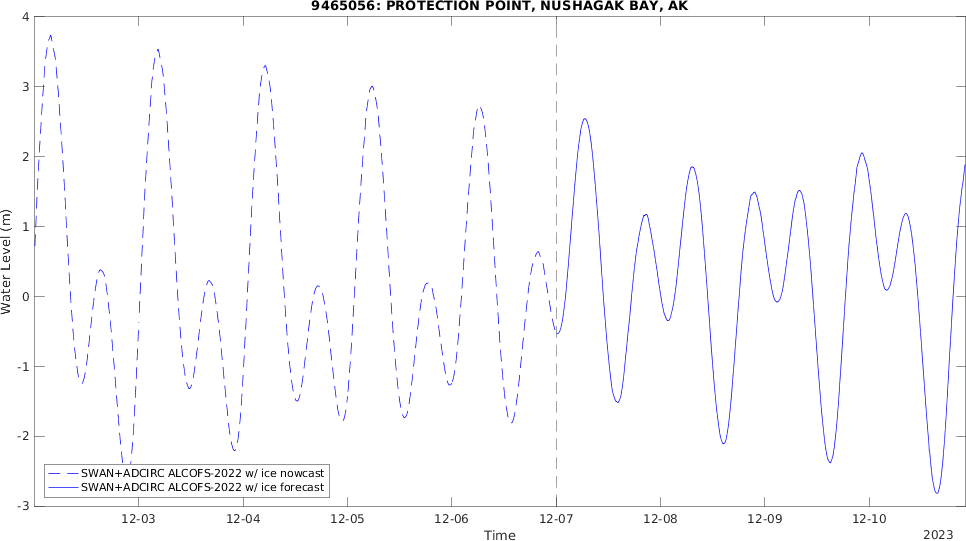 9465056: PROTECTION POINT, NUSHAGAK BAY, AK
4
3
2
1
0
-1
-2
-3
Water Level (m)
SWAN+ADCIRC ALCOFS-2022 w/ ice nowcast
SWAN+ADCIRC ALCOFS-2022 w/ ice forecast
12-03 12-04 12-05 12-06 12-07 12-08 12-09 12-10
Time
2023